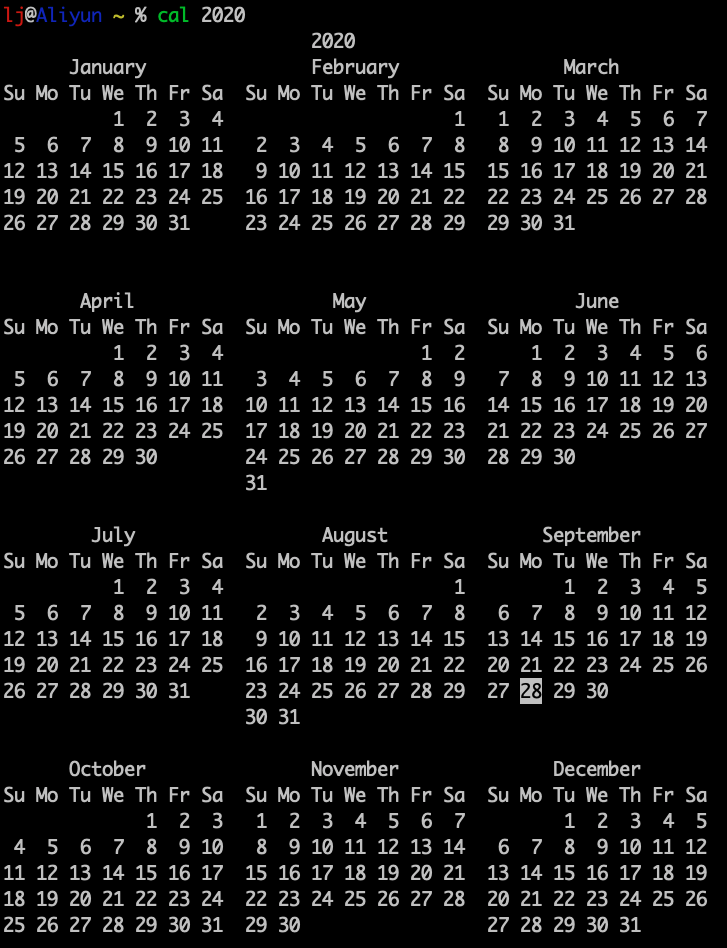 lj@Aliyun ~ % cal 2020
                            2020
      January               February               March
Su Mo Tu We Th Fr Sa  Su Mo Tu We Th Fr Sa  Su Mo Tu We Th Fr Sa
          1  2  3  4                     1   1  2  3  4  5  6  7
 5  6  7  8  9 10 11   2  3  4  5  6  7  8   8  9 10 11 12 13 14
12 13 14 15 16 17 18   9 10 11 12 13 14 15  15 16 17 18 19 20 21
19 20 21 22 23 24 25  16 17 18 19 20 21 22  22 23 24 25 26 27 28
26 27 28 29 30 31     23 24 25 26 27 28 29  29 30 31
       April                  May                   June
Su Mo Tu We Th Fr Sa  Su Mo Tu We Th Fr Sa  Su Mo Tu We Th Fr Sa
          1  2  3  4                  1  2      1  2  3  4  5  6
 5  6  7  8  9 10 11   3  4  5  6  7  8  9   7  8  9 10 11 12 13
12 13 14 15 16 17 18  10 11 12 13 14 15 16  14 15 16 17 18 19 20
19 20 21 22 23 24 25  17 18 19 20 21 22 23  21 22 23 24 25 26 27
26 27 28 29 30        24 25 26 27 28 29 30  28 29 30
                      31
        July                 August              September
Su Mo Tu We Th Fr Sa  Su Mo Tu We Th Fr Sa  Su Mo Tu We Th Fr Sa
          1  2  3  4                     1         1  2  3  4  5
 5  6  7  8  9 10 11   2  3  4  5  6  7  8   6  7  8  9 10 11 12
12 13 14 15 16 17 18   9 10 11 12 13 14 15  13 14 15 16 17 18 19
19 20 21 22 23 24 25  16 17 18 19 20 21 22  20 21 22 23 24 25 26
26 27 28 29 30 31     23 24 25 26 27 28 29  27 28 29 30
                      30 31
      October               November              December
Su Mo Tu We Th Fr Sa  Su Mo Tu We Th Fr Sa  Su Mo Tu We Th Fr Sa
             1  2  3   1  2  3  4  5  6  7         1  2  3  4  5
 4  5  6  7  8  9 10   8  9 10 11 12 13 14   6  7  8  9 10 11 12
11 12 13 14 15 16 17  15 16 17 18 19 20 21  13 14 15 16 17 18 19
18 19 20 21 22 23 24  22 23 24 25 26 27 28  20 21 22 23 24 25 26
25 26 27 28 29 30 31  29 30                 27 28 29 30 31